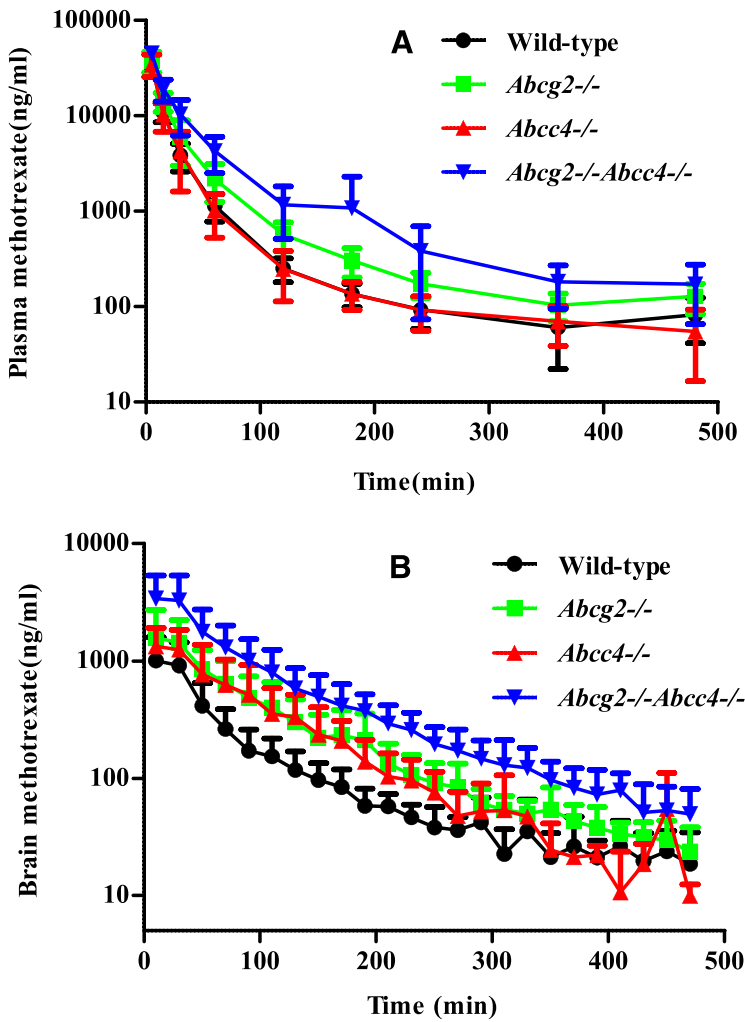 A
Wild-type
Abcg2-/-
Abcc4-/-
Abcg2-/-Abcc4-/-
Plasma methotrexate(ng/ml)
100000
10000
1000
100
10
0 100 200 300 400 500
Time(min)
B
Wild-type
Abcg2-/-
Abcc4-/-
Abcg2-/-Abcc4-/-
Brain methotrexate(ng/ml)
10000
1000
100
10
0 100 200 300 400 500
Time (min)